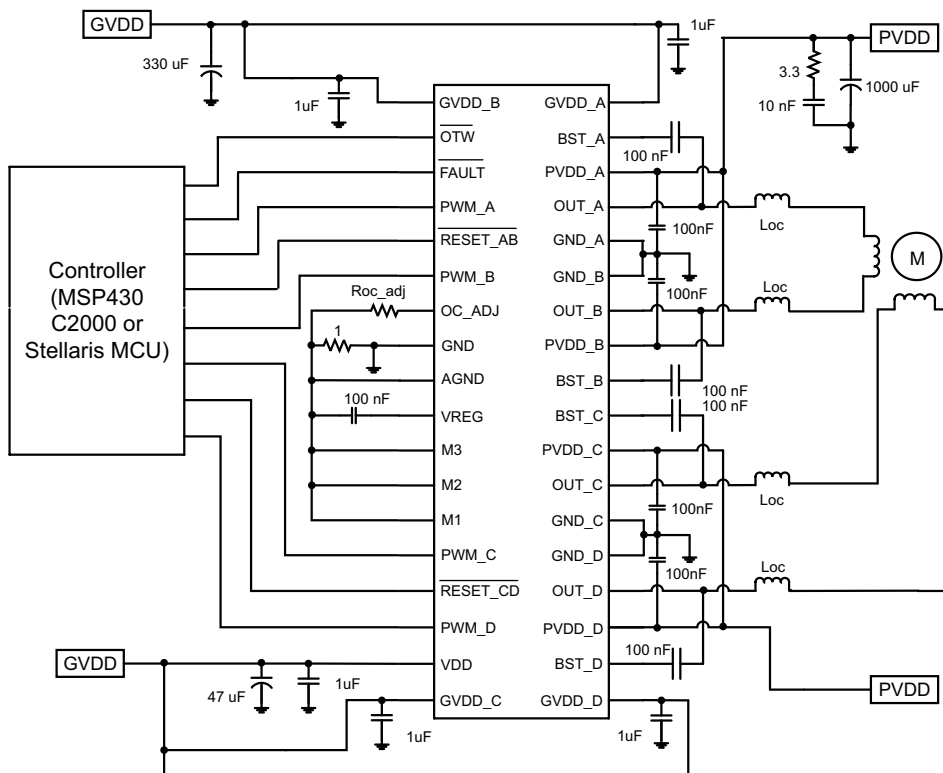 GVDD
330 uF
1uF
1uF
PVDD
3.3
10 nF
1000 uF
Controller
(MSP430
C2000 or
Stellaris MCU)
GVDD_B
OTW
FAULT
PWM_A
RESET_AB
PWM_B
OC_ADJ
GND
AGND
VREG
M3
M2
M1
PWM_C
RESET_CD
PWM_D
VDD
GVDD_C
Roc_adj
1
100 nF
GVDD_A
BST_A
PVDD_A
OUT_A
GND_A
GND_B
OUT_B
PVDD_B
BST_B
BST_C
PVDD_C
OUT_C
GND_C
GND_D
OUT_D
PVDD_D
BST_D
GVDD_D
100 nF
100nF
100nF
100 nF
100 nF
100nF
100nF
100 nF
Loc
Loc
Loc
Loc
M
GVDD
47 uF
1uF
1uF
1uF
PVDD